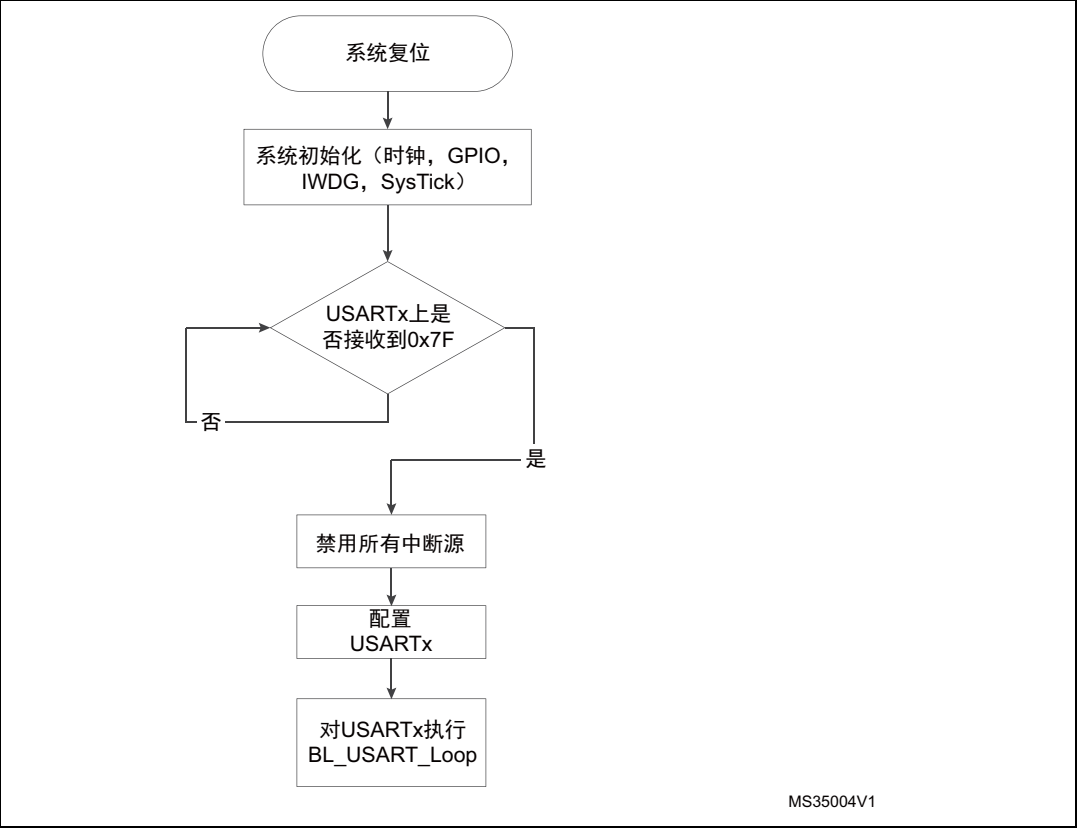 系统复位
系统初始化（时钟，GPIO，
IWDG，SysTick）
USARTx上是
否接收到0x7F
否
是
禁用所有中断源
配置
USARTx
对USARTx执行
BL_USART_Loop
MS35004V1